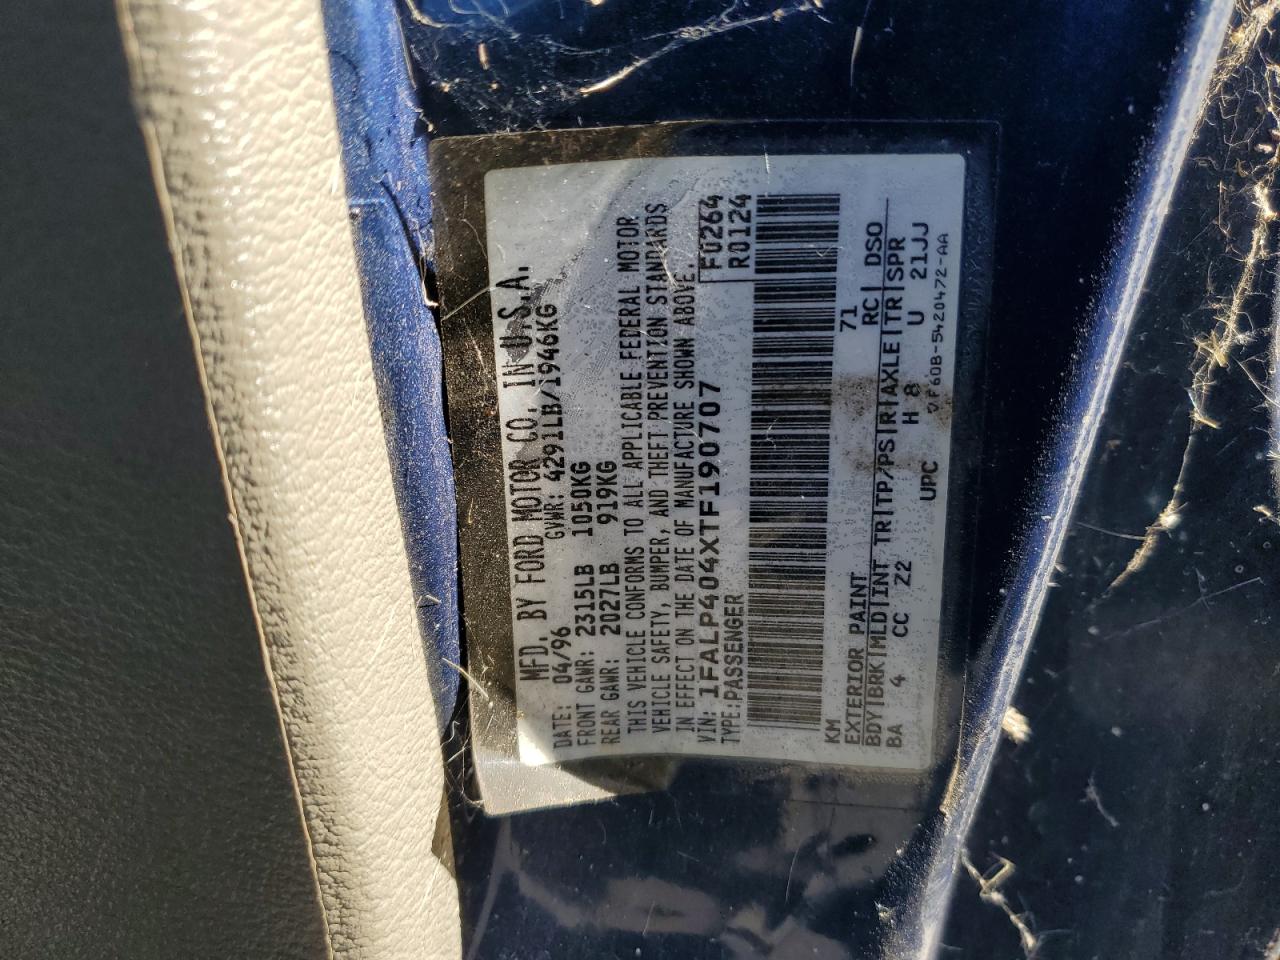 MFD. BY FORD MOTOR CO. IN U.S.A.
DATE: 04/96 GVWR: 4291LB/1946KG
FRONT GAWR: 2315LB 1050KG
REAR GAWR: 2027LB 919KG
THIS VEHICLE CONFORMS TO ALL APPLICABLE FEDERAL MOTOR
VEHICLE SAFETY, BUMPER, AND THEFT PREVENTION STANDARDS
IN EFFECT ON THE DATE OF MANUFACTURE SHOWN ABOVE.
VIN: 1FALP404XTF190707 F0264
TYPE: PASSENGER R0124
KM 71
EXTERIOR PAINT RC| DSO
BDY|BRK|MLD|INT TR|TP/PS|R|AXLE|TR|SPR
BA 4 CC Z2 H 8 U 21JJ
UPC ▽F60B-5420472-AA